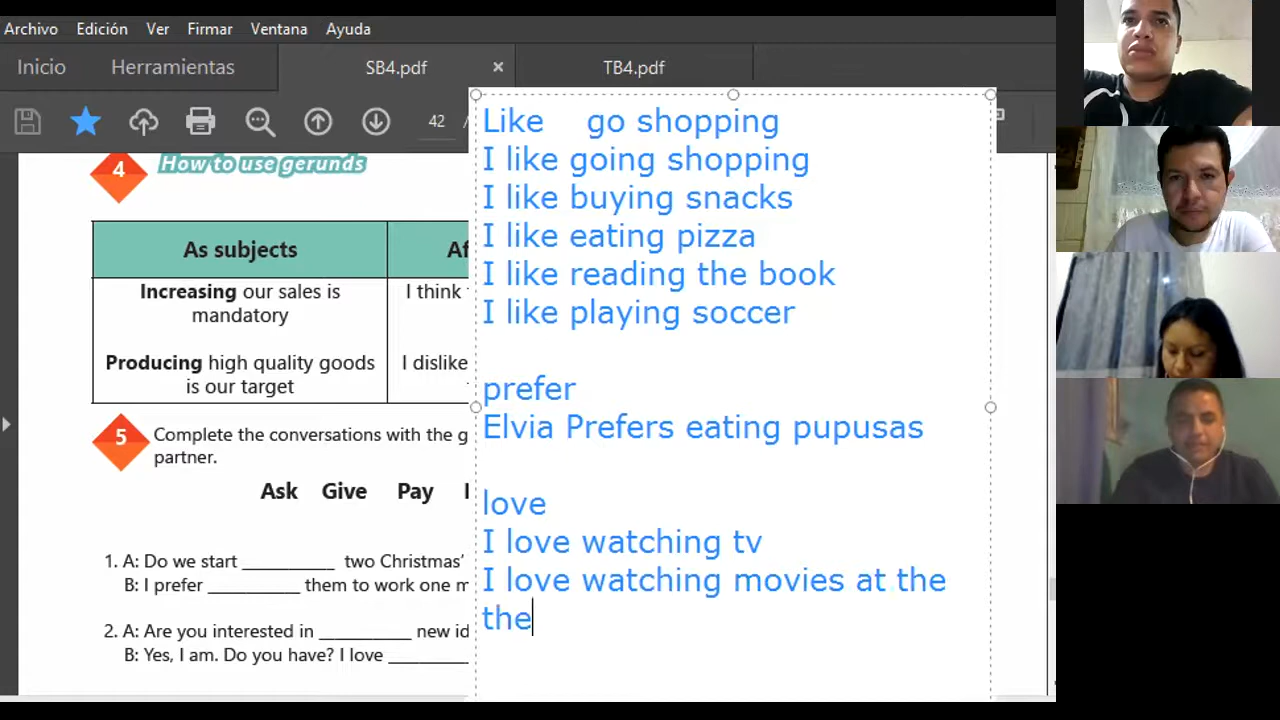 Archivo Edición Ver Firmar Ventana Ayuda
Inicio Herramientas SB4.pdf × TB4.pdf
42 /
4 How to use gerunds
As subjects
Increasing our sales is
mandatory
I think
Producing high quality goods
is our target
I dislike
5 Complete the conversations with the g
partner.
Ask Give Pay
1. A: Do we start __________ two Christmas'
B: I prefer __________ them to work one m
2. A: Are you interested in __________ new id
B: Yes, I am. Do you have? I love _________
Like go shopping
I like going shopping
I like buying snacks
I like eating pizza
I like reading the book
I like playing soccer
prefer
Elvia Prefers eating pupusas
love
I love watching tv
I love watching movies at the
the